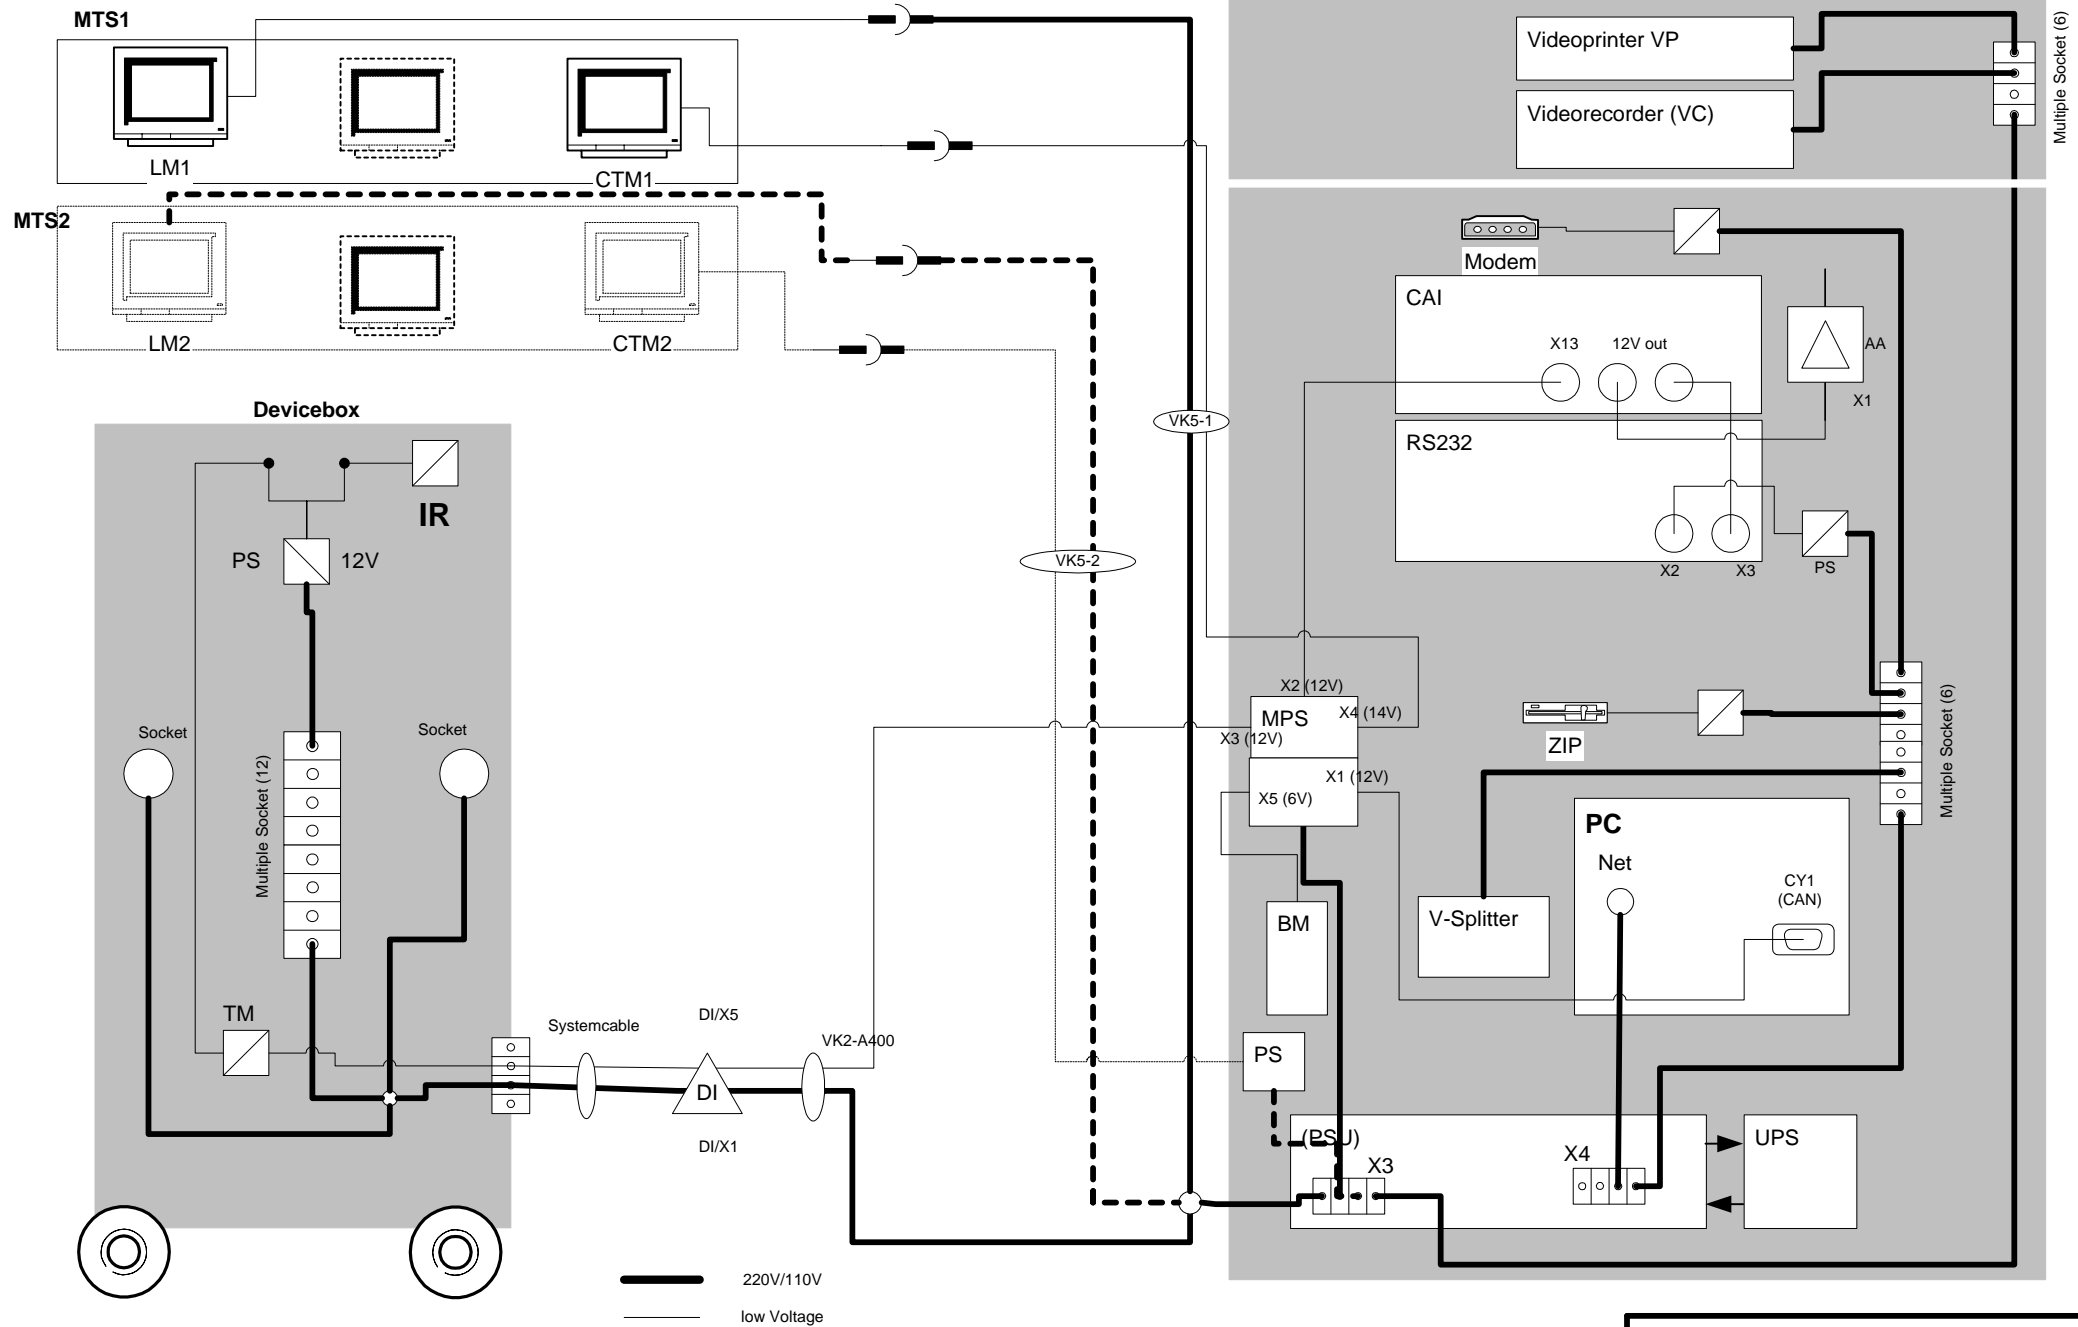 MTS1
LM1
CTM1
MTS2
LM2
CTM2
Videoprinter VP
Videorecorder (VC)
Multiple Socket (6)
Modem
CAI
X13
12V out
AA
X1
RS232
X2
X3
PS
VK5-1
VK5-2
Devicebox
IR
PS
12V
Socket
Socket
Multiple Socket (12)
TM
Systemcable
DI/X5
DI
DI/X1
VK2-A400
X2 (12V)
MPS
X4 (14V)
X3 (12V)
X1 (12V)
X5 (6V)
BM
PS
ZIP
Multiple Socket (6)
PC
Net
CY1
(CAN)
V-Splitter
(PSU)
X3
X4
UPS
220V/110V
low Voltage